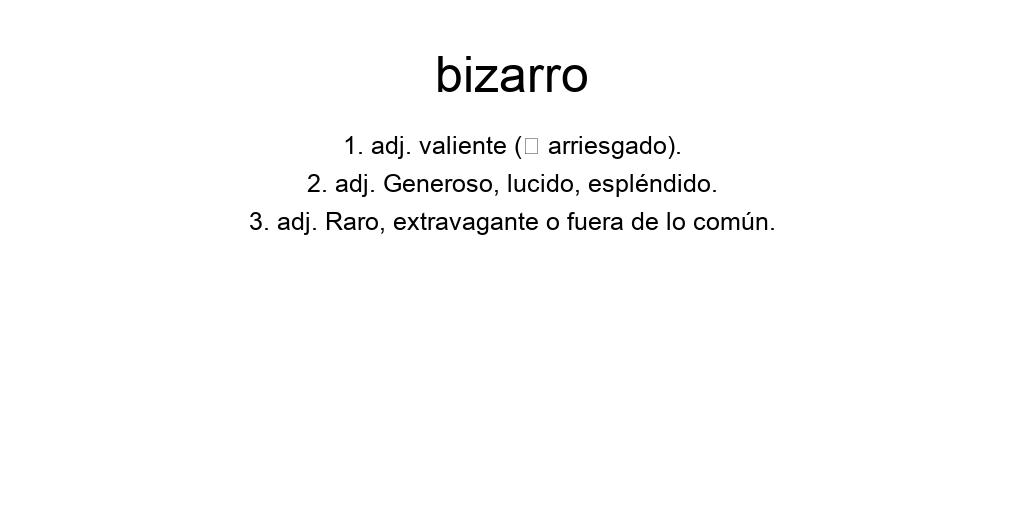 bizarro
1. adj. valiente (▯ arriesgado).
2. adj. Generoso, lucido, espléndido.
3. adj. Raro, extravagante o fuera de lo común.